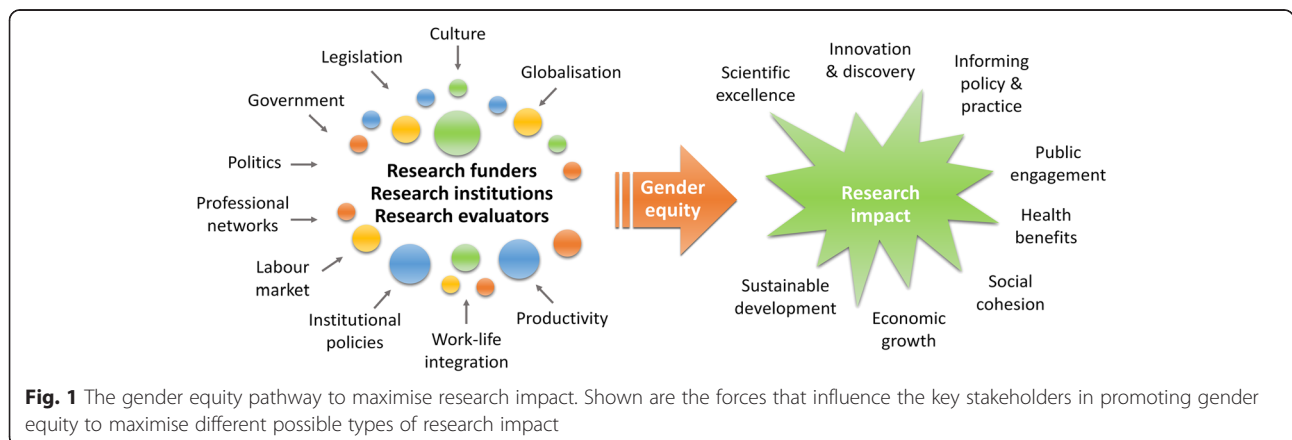 Culture
Legislation
Globalisation
Government
Politics
Professional
networks
Labour
market
Institutional
policies
Work-life
integration
Productivity
Research funders
Research institutions
Research evaluators
Gender
equity
Research
impact
Scientific
excellence
Innovation
& discovery
Informing
policy &
practice
Public
engagement
Health
benefits
Social
cohesion
Economic
growth
Sustainable
development
Fig. 1 The gender equity pathway to maximise research impact. Shown are the forces that influence the key stakeholders in promoting gender
equity to maximise different possible types of research impact